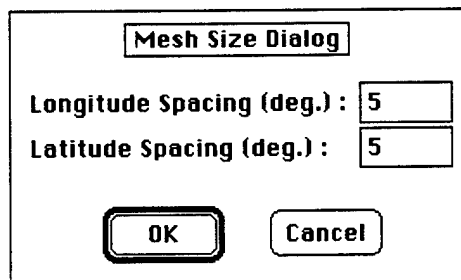 Mesh Size Dialog
Longitude Spacing (deg.) : 5
Latitude Spacing (deg.) : 5
OK Cancel